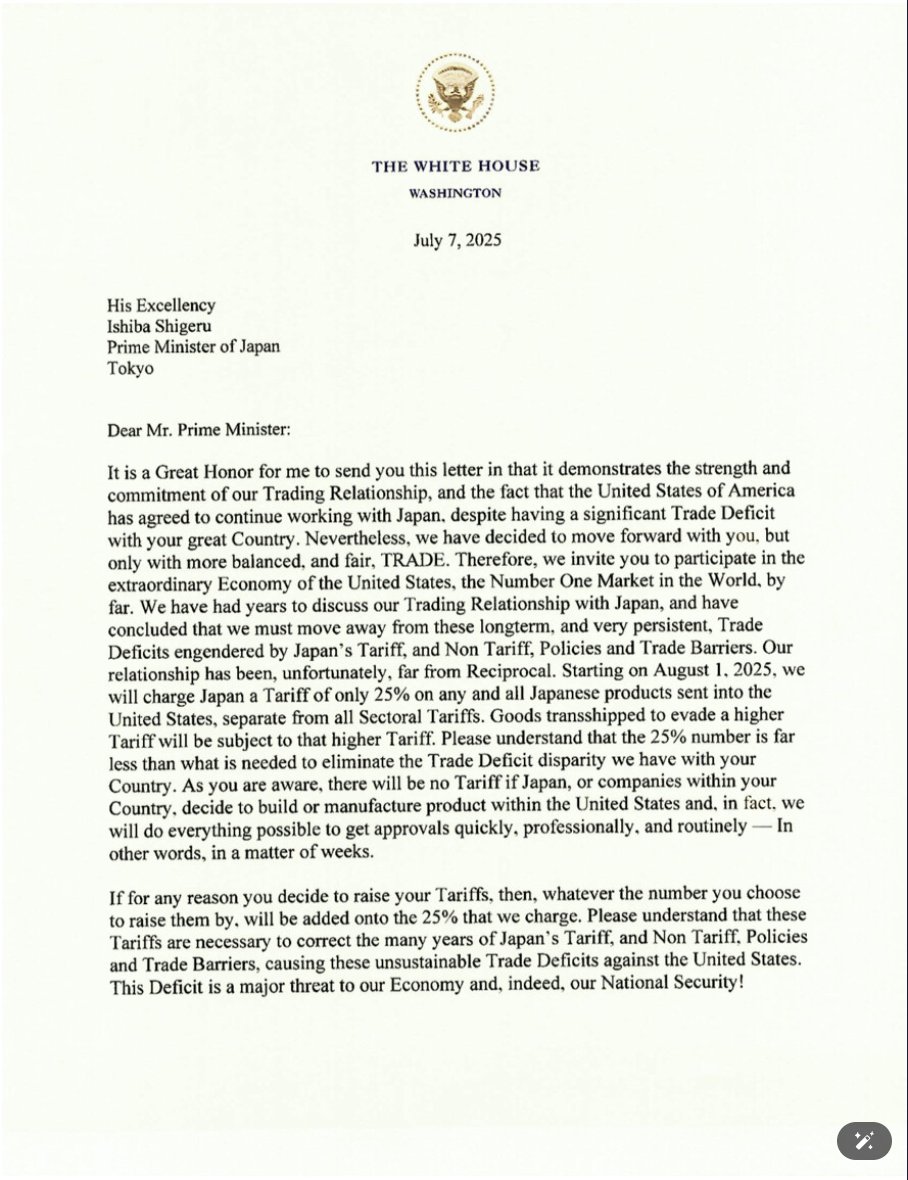 THE WHITE HOUSE
WASHINGTON
July 7, 2025
His Excellency
Ishiba Shigeru
Prime Minister of Japan
Tokyo
Dear Mr. Prime Minister:
It is a Great Honor for me to send you this letter in that it demonstrates the strength and
commitment of our Trading Relationship, and the fact that the United States of America
has agreed to continue working with Japan, despite having a significant Trade Deficit
with your great Country. Nevertheless, we have decided to move forward with you, but
only with more balanced, and fair, TRADE. Therefore, we invite you to participate in the
extraordinary Economy of the United States, the Number One Market in the World, by
far. We have had years to discuss our Trading Relationship with Japan, and have
concluded that we must move away from these longterm, and very persistent, Trade
Deficits engendered by Japan's Tariff, and Non Tariff, Policies and Trade Barriers. Our
relationship has been, unfortunately, far from Reciprocal. Starting on August 1, 2025, we
will charge Japan a Tariff of only 25% on any and all Japanese products sent into the
United States, separate from all Sectoral Tariffs. Goods transshipped to evade a higher
Tariff will be subject to that higher Tariff. Please understand that the 25% number is far
less than what is needed to eliminate the Trade Deficit disparity we have with your
Country. As you are aware, there will be no Tariff if Japan, or companies within your
Country, decide to build or manufacture product within the United States and, in fact, we
will do everything possible to get approvals quickly, professionally, and routinely — In
other words, in a matter of weeks.
If for any reason you decide to raise your Tariffs, then, whatever the number you choose
to raise them by, will be added onto the 25% that we charge. Please understand that these
Tariffs are necessary to correct the many years of Japan's Tariff, and Non Tariff, Policies
and Trade Barriers, causing these unsustainable Trade Deficits against the United States.
This Deficit is a major threat to our Economy and, indeed, our National Security!